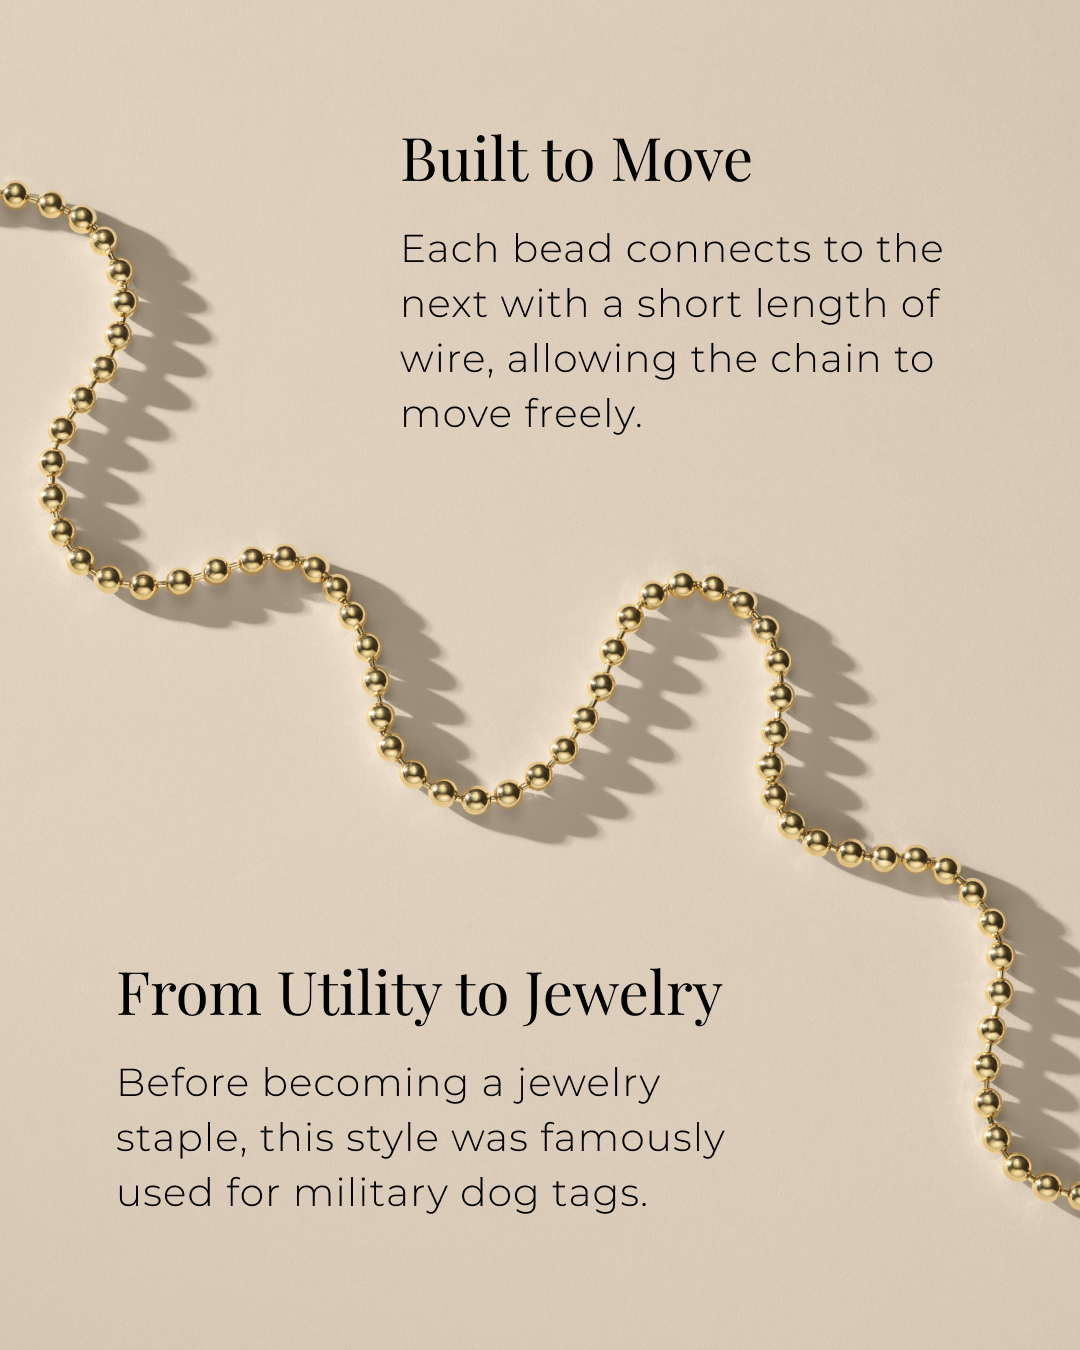 Built to Move
Each bead connects to the
next with a short length of
wire, allowing the chain to
move freely.
From Utility to Jewelry
Before becoming a jewelry
staple, this style was famously
used for military dog tags.